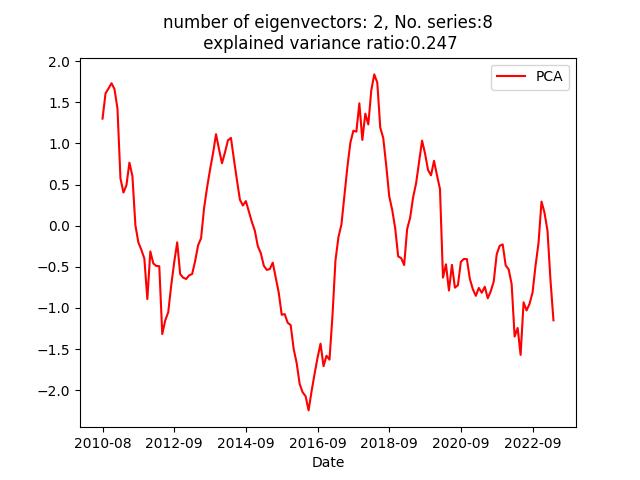 number of eigenvectors: 2, No. series:8
explained variance ratio:0.247
PCA
2.0
1.5
1.0
0.5
0.0
−0.5
−1.0
−1.5
−2.0
2010-08 2012-09 2014-09 2016-09 2018-09 2020-09 2022-09
Date